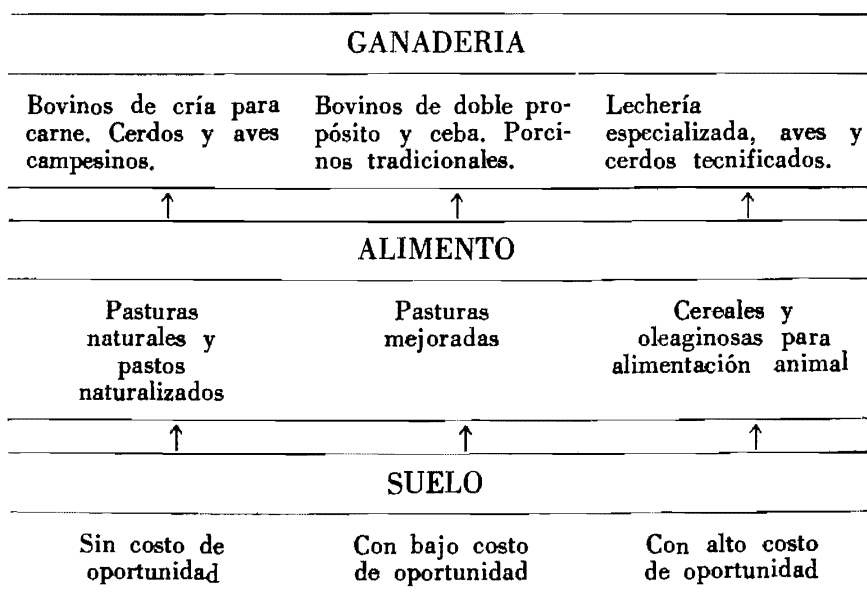 GANADERIA
Bovinos de cría para
carne. Cerdos y aves
campesinos.
Bovinos de doble pro-
pósito y ceba. Porci-
nos tradicionales.
Lechería
especializada, aves y
cerdos tecnificados.
↑ ↑ ↑
ALIMENTO
Pasturas
naturales y
pastos
naturalizados
Pasturas
mejoradas
Cereales y
oleaginosas para
alimentación animal
↑ ↑ ↑
SUELO
Sin costo de
oportunidad
Con bajo costo
de oportunidad
Con alto costo
de oportunidad